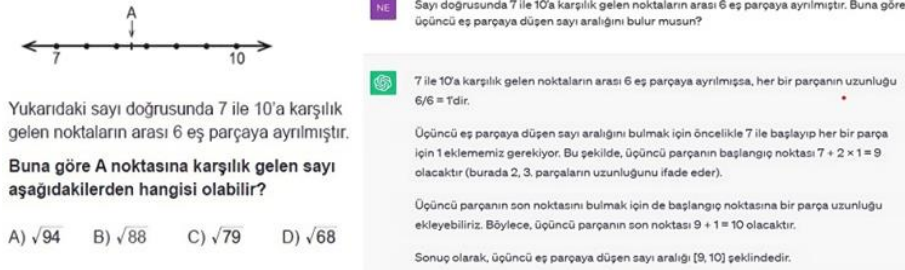 A
7
10
Yukarıdaki sayı doğrusunda 7 ile 10'a karşılık
gelen noktaların arası 6 eş parçaya ayrılmıştır.
Buna göre A noktasına karşılık gelen sayı
aşağıdakilerden hangisi olabilir?
A) √94 B) √88 C) √79 D) √68
NE
Sayı doğrusunda 7 ile 10'a karşılık gelen noktaların arası 6 eş parçaya ayrılmıştır. Buna göre
üçüncü eş parçaya düşen sayı aralığını bulur musun?
7 ile 10'a karşılık gelen noktaların arası 6 eş parçaya ayrılmışsa, her bir parçanın uzunluğu
6/6 = 1'dir.
Üçüncü eş parçaya düşen sayı aralığını bulmak için öncelikle 7 ile başlayıp her bir parça
için 1 eklememiz gerekiyor. Bu şekilde, üçüncü parçanın başlangıç noktası 7 + 2 × 1 = 9
olacaktır (burada 2, 3. parçaların uzunluğunu ifade eder).
Üçüncü parçanın son noktasını bulmak için de başlangıç noktasına bir parça uzunluğu
ekleyebiliriz. Böylece, üçüncü parçanın son noktası 9 + 1 = 10 olacaktır.
Sonuç olarak, üçüncü eş parçaya düşen sayı aralığı [9, 10] şeklindedir.